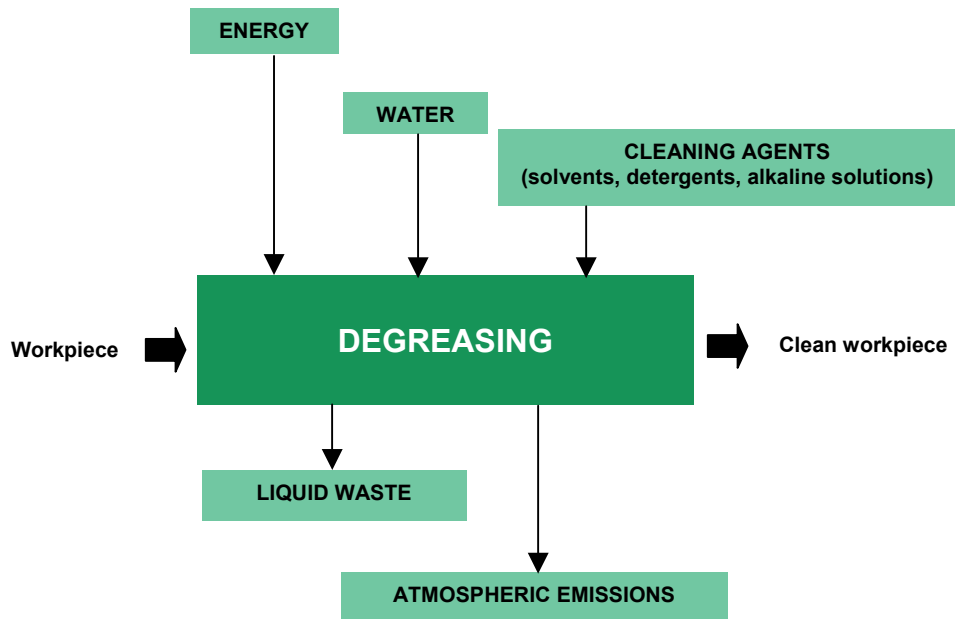 ENERGY
WATER
CLEANING AGENTS
(solvents, detergents, alkaline solutions)
Workpiece
DEGREASING
Clean workpiece
LIQUID WASTE
ATMOSPHERIC EMISSIONS